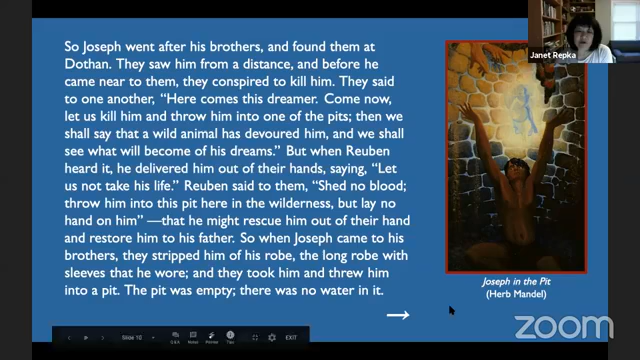 So Joseph went after his brothers, and found them at
Dothan. They saw him from a distance, and before he
came near to them, they conspired to kill him. They said
to one another, “Here comes this dreamer. Come now,
let us kill him and throw him into one of the pits; then we
shall say that a wild animal has devoured him, and we shall
see what will become of his dreams.” But when Reuben
heard it, he delivered him out of their hands, saying, “Let
us not take his life.” Reuben said to them, “Shed no blood;
throw him into this pit here in the wilderness, but lay no
hand on him” —that he might rescue him out of their hand
and restore him to his father. So when Joseph came to his
brothers, they stripped him of his robe, the long robe with
sleeves that he wore; and they took him and threw him
into a pit. The pit was empty; there was no water in it.
Janet Repka
Joseph in the Pit
(Herb Mandel)
Slide 10
Q & A
Notes
Pointer
Tips
EXIT
zoom